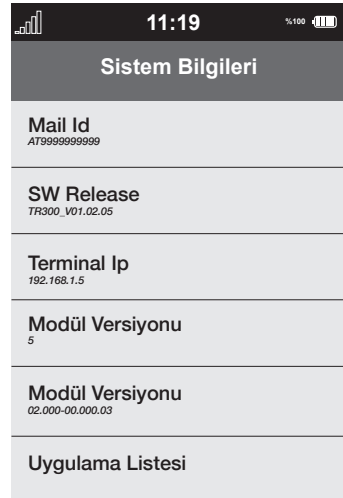 11:19
%100
Sistem Bilgileri
Mail Id
AT9999999999
SW Release
TR300_V01.02.05
Terminal Ip
192.168.1.5
Modül Versiyonu
5
Modül Versiyonu
02.000-00.000.03
Uygulama Listesi